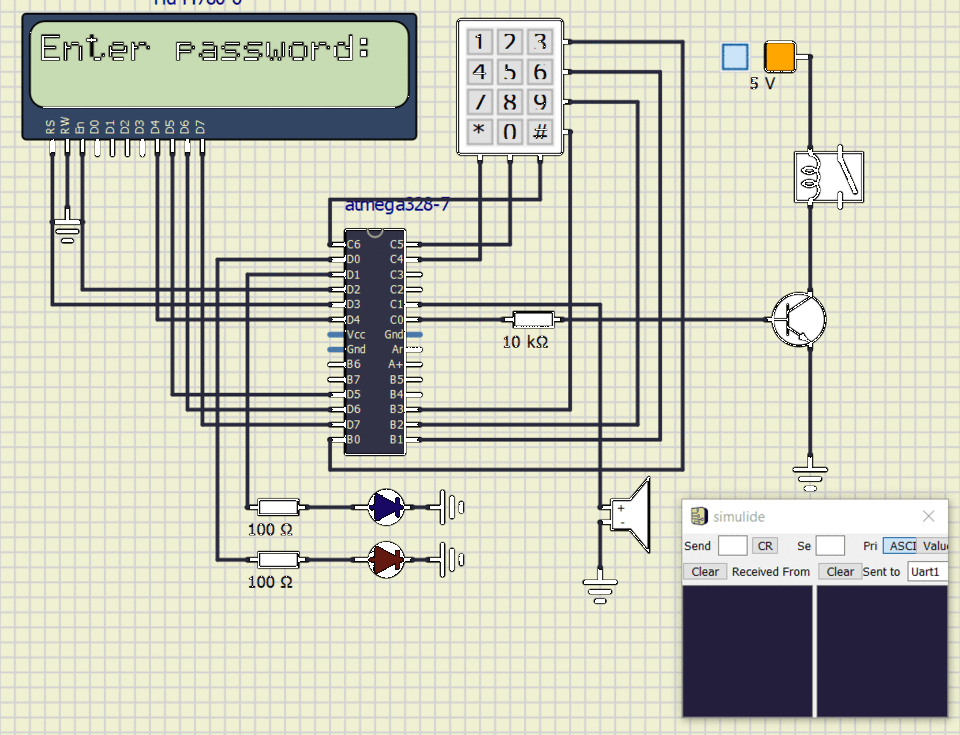 Enter password:
RS RW En D0 D1 D2 D3 D4 D5 D6 D7
1 2 3
4 5 6
7 8 9
* 0 #
5 V
atmega328-7
C6 C5
D0 C4
D1 C3
D2 C2
D3 C1
D4 C0
Vcc Gnd
Gnd Ar
B6 A+
B7 B5
D5 B4
D6 B3
D7 B2
B0 B1
10 kΩ
100 Ω
100 Ω
+
-
simulide
Send CR Se Pri ASCI Value
Clear Received From Clear Sent to Uart1